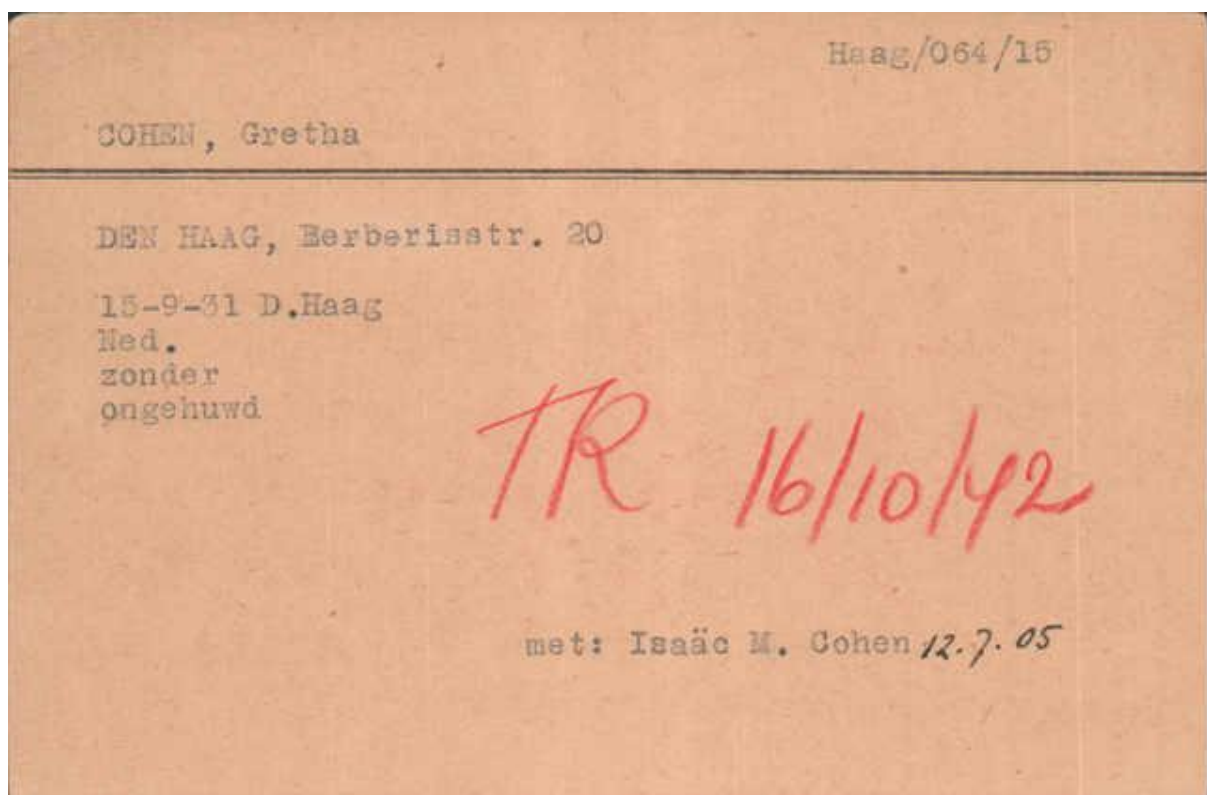 Haag/064/15
COHEN, Gretha
DEN HAAG, Berberisstr. 20
15-9-31 D.Haag
Ned.
zonder
ongehuwd
TR 16/10/42
met: Isaäc M. Cohen 12.7.05